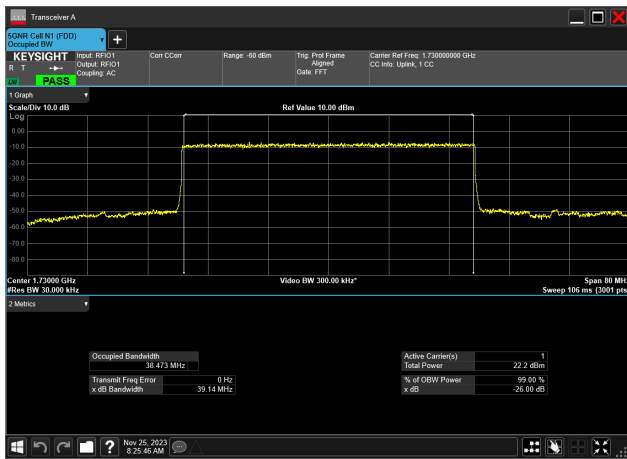 Transceiver A
5GNR Cell N1 (FDD)
Occupied BW
+
KEYSIGHT
R T
LNI
PASS
Input: RFIO1
Output: RFIO1
Coupling: AC
Corr CCorr
Range: -60 dBm
Trig: Prot Frame
Aligned
Gate: FFT
Carrier Ref Freq: 1.730000000 GHz
CC Info: Uplink, 1 CC
1 Graph
Scale/Div 10.0 dB
Ref Value 10.00 dBm
Log
0.00
-10.0
-20.0
-30.0
-40.0
-50.0
-60.0
-70.0
-80.0
Center 1.73000 GHz
Video BW 300.00 kHz*
Span 80 MHz
#Res BW 30.000 kHz
Sweep 106 ms (3001 pts
2 Metrics
Occupied Bandwidth
38.473 MHz
Transmit Freq Error 0 Hz
x dB Bandwidth 39.14 MHz
Active Carrier(s) 1
Total Power 22.2 dBm
% of OBW Power 99.00 %
x dB -26.00 dB
?
Nov 25, 2023
8:25:46 AM